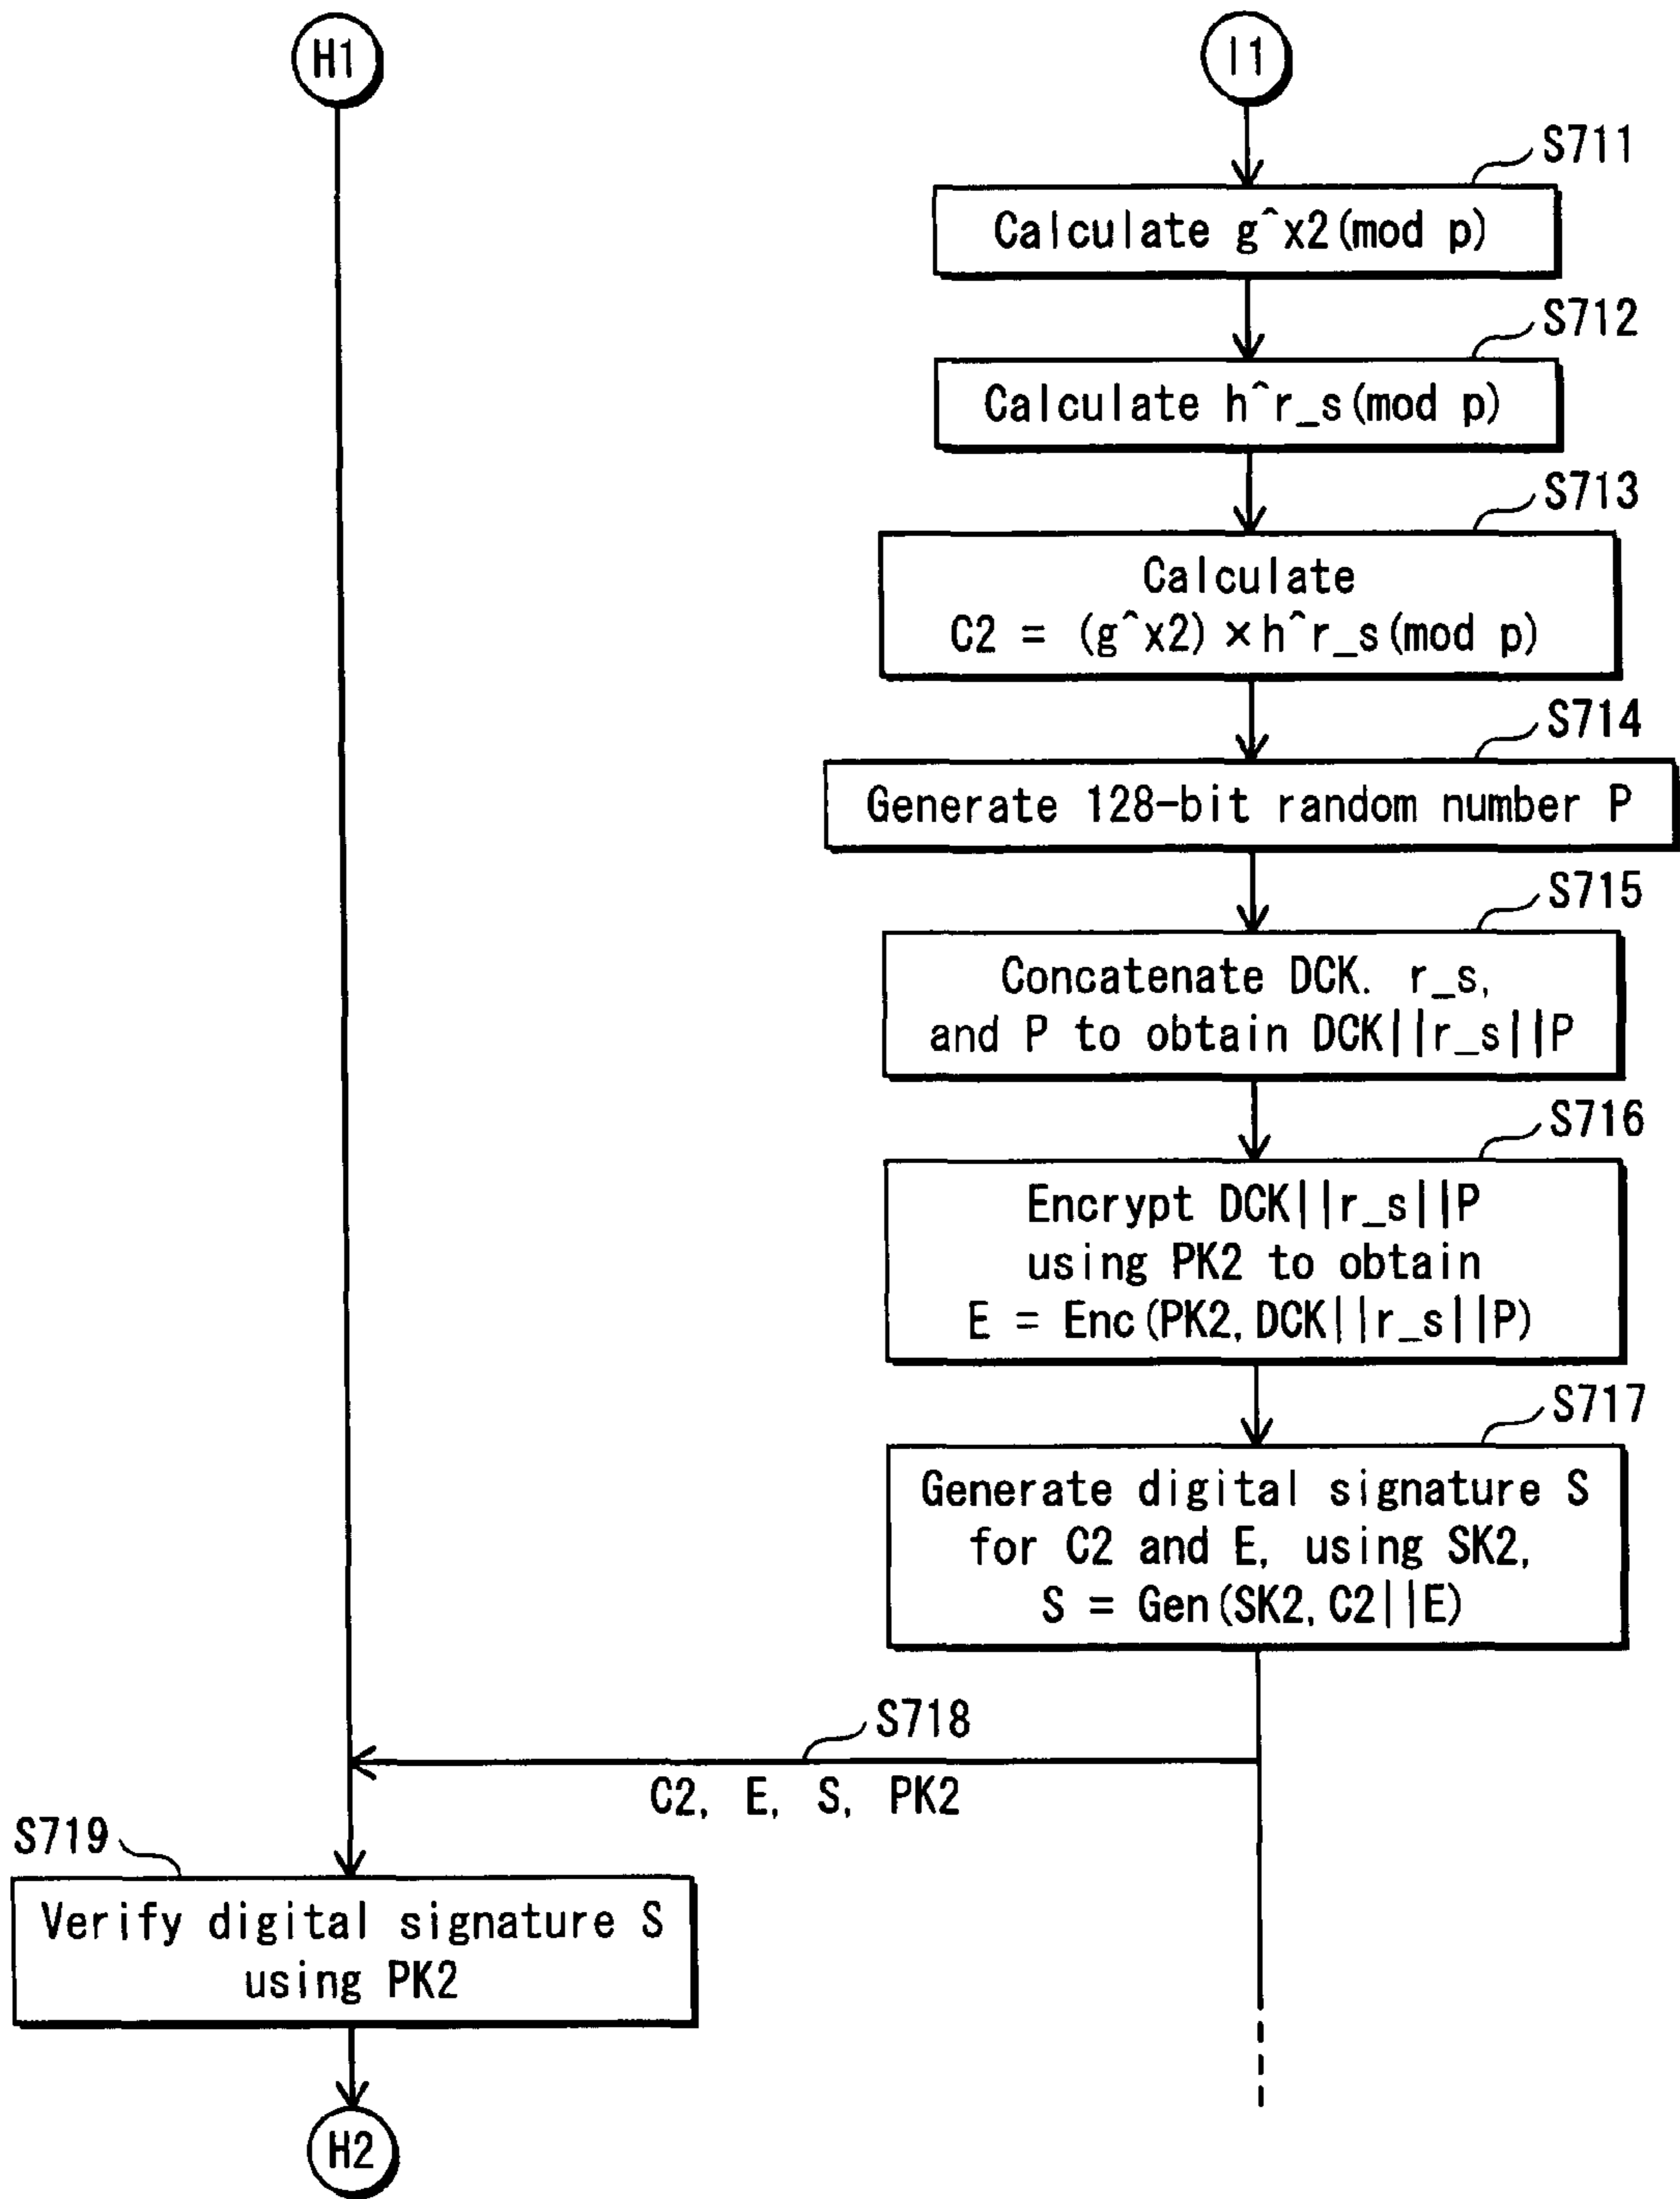 H1
I1
S711
Calculate g^x2(mod p)
S712
Calculate h^r_s(mod p)
S713
Calculate
C2 = (g^x2)×h^r_s(mod p)
S714
Generate 128-bit random number P
S715
Concatenate DCK. r_s,
and P to obtain DCK||r_s||P
S716
Encrypt DCK||r_s||P
using PK2 to obtain
E = Enc(PK2,DCK||r_s||P)
S717
Generate digital signature S
for C2 and E, using SK2,
S = Gen(SK2,C2||E)
S718
C2, E, S, PK2
S719
Verify digital signature S
using PK2
H2